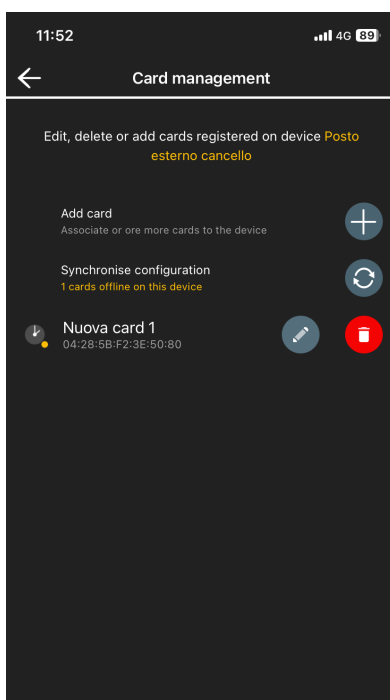 11:52
4G 89
Card management
Edit, delete or add cards registered on device Posto
esterno cancello
Add card
Associate or ore more cards to the device
Synchronise configuration
1 cards offline on this device
Nuova card 1
04:28:5B:F2:3E:50:80